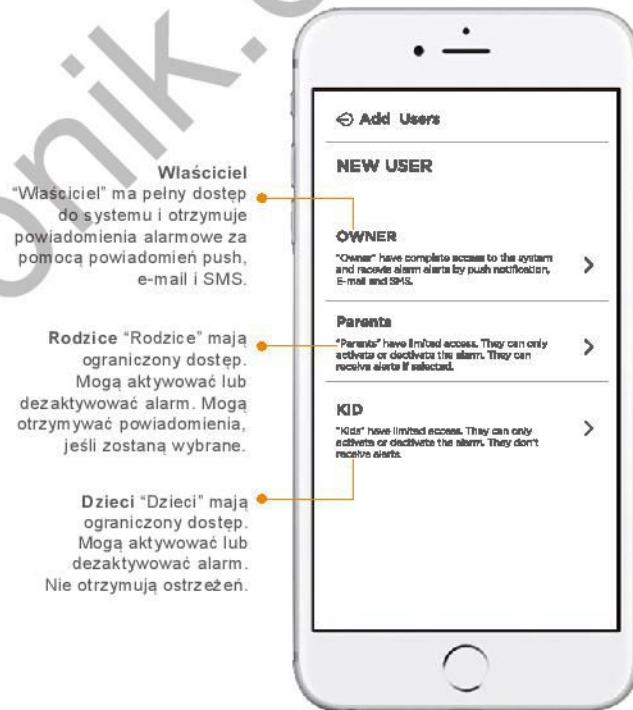 Właściciel
"Właściciel" ma pełny dostęp
do systemu i otrzymuje
powiadomienia alarmowe za
pomocą powiadomień push,
e-mail i SMS.
Rodzice "Rodzice" mają
ograniczony dostęp.
Mogą aktywować lub
dezaktywować alarm. Mogą
otrzymywać powiadomienia,
jeśli zostaną wybrane.
Dzieci "Dzieci" mają
ograniczony dostęp.
Mogą aktywować lub
dezaktywować alarm.
Nie otrzymują ostrzeżeń.
Add Users
NEW USER
OWNER
"Owner" have complete access to the system
and recevie alarm alerts by push notification,
E-mail and SMS.
Parents
"Parents" have limited access. They can only
activate or dectivate the alarm. They can
receive alerts if selected.
KID
"Kids" have limited access. They can only
activate or dectivate the alarm. They don't
receive alerts.